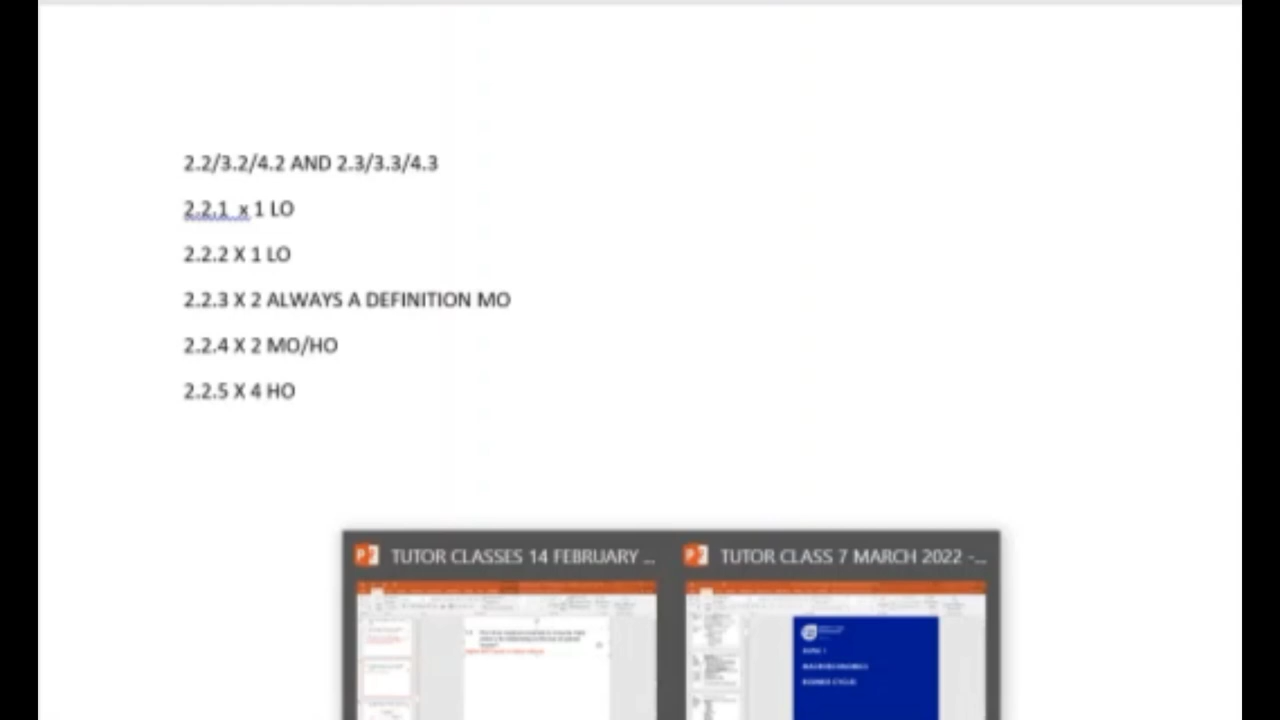 2.2/3.2/4.2 AND 2.3/3.3/4.3
2.2.1 x 1 LO
2.2.2 X 1 LO
2.2.3 X 2 ALWAYS A DEFINITION MO
2.2.4 X 2 MO/HO
2.2.5 X 4 HO
TUTOR CLASSES 14 FEBRUARY ...
TUTOR CLASS 7 MARCH 2022 -...